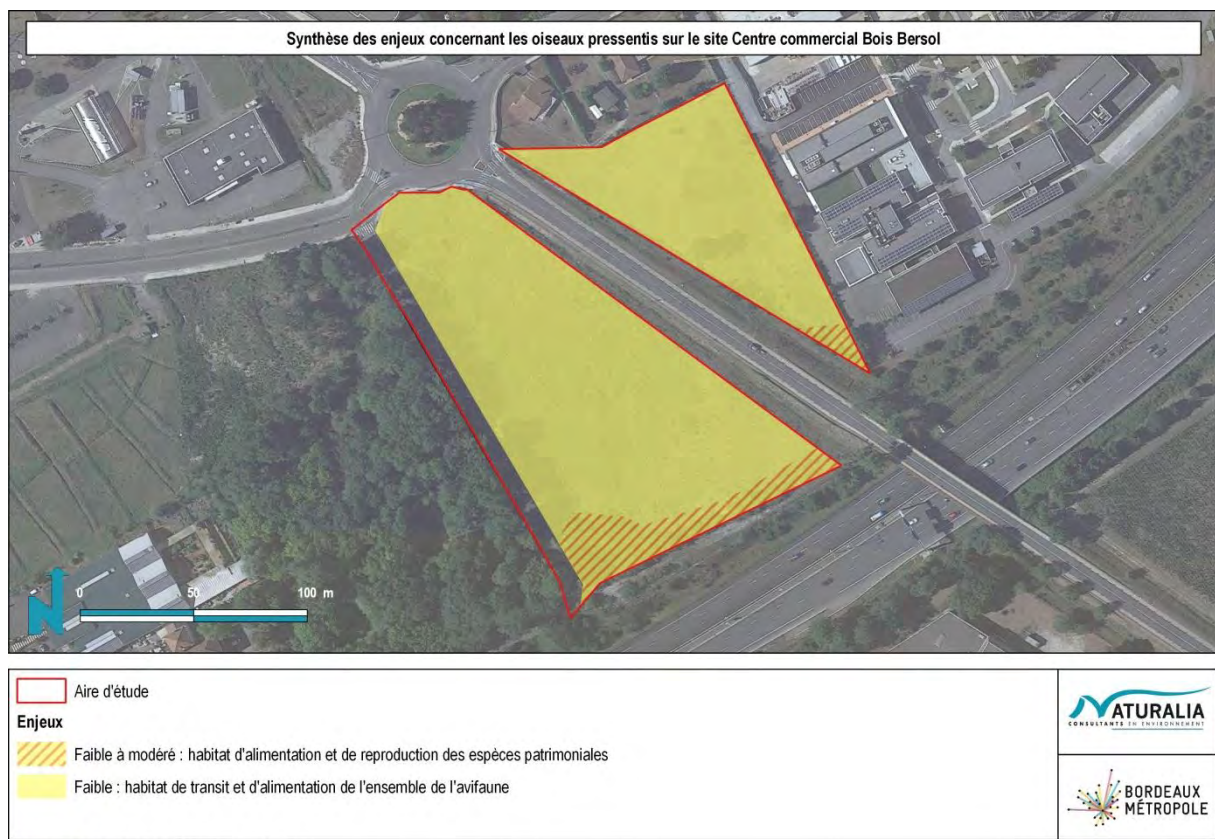 Synthèse des enjeux concernant les oiseaux pressentis sur le site Centre commercial Bois Bersol
N
0 50 100 m
Aire d'étude
Enjeux
Faible à modéré : habitat d'alimentation et de reproduction des espèces patrimoniales
Faible : habitat de transit et d'alimentation de l'ensemble de l'avifaune
NATURALIA
CONSULTANTS EN ENVIRONNEMENT
BORDEAUX
MÉTROPOLE